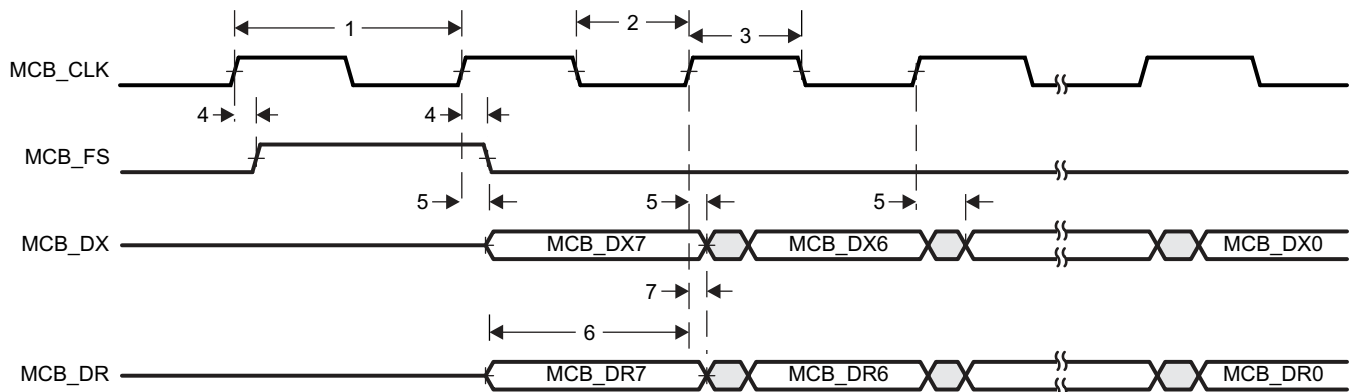 1
2
3
MCB_CLK
4
4
MCB_FS
5
5
5
MCB_DX
MCB_DX7
MCB_DX6
MCB_DX0
7
6
MCB_DR
MCB_DR7
MCB_DR6
MCB_DR0